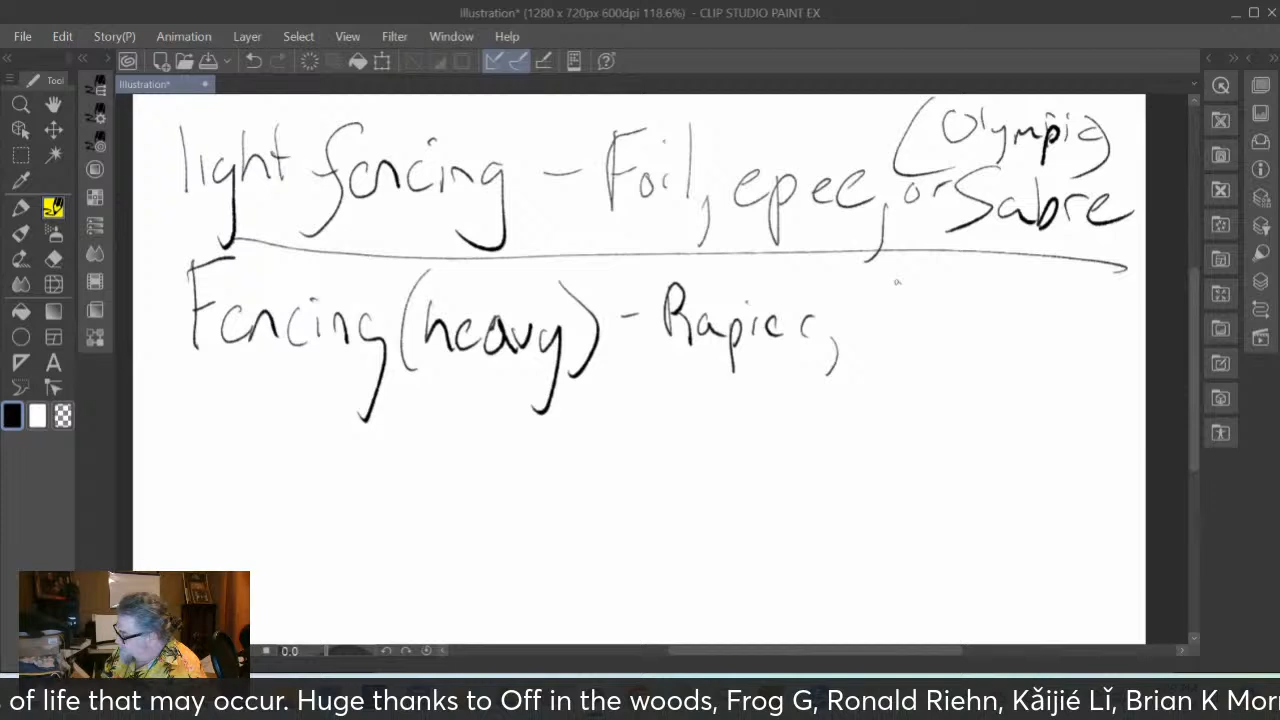 Illustration* (1280 x 720px 600dpi 118.6%) - CLIP STUDIO PAINT EX
File Edit Story(P) Animation Layer Select View Filter Window Help
Tool
Illustration*
(Olympic)
light fencing - Foil, epee, or Sabre
Fencing (heavy) - Rapier,
0.0
of life that may occur. Huge thanks to Off in the woods, Frog G, Ronald Riehn, Kǎijié Lǐ, Brian K Mor